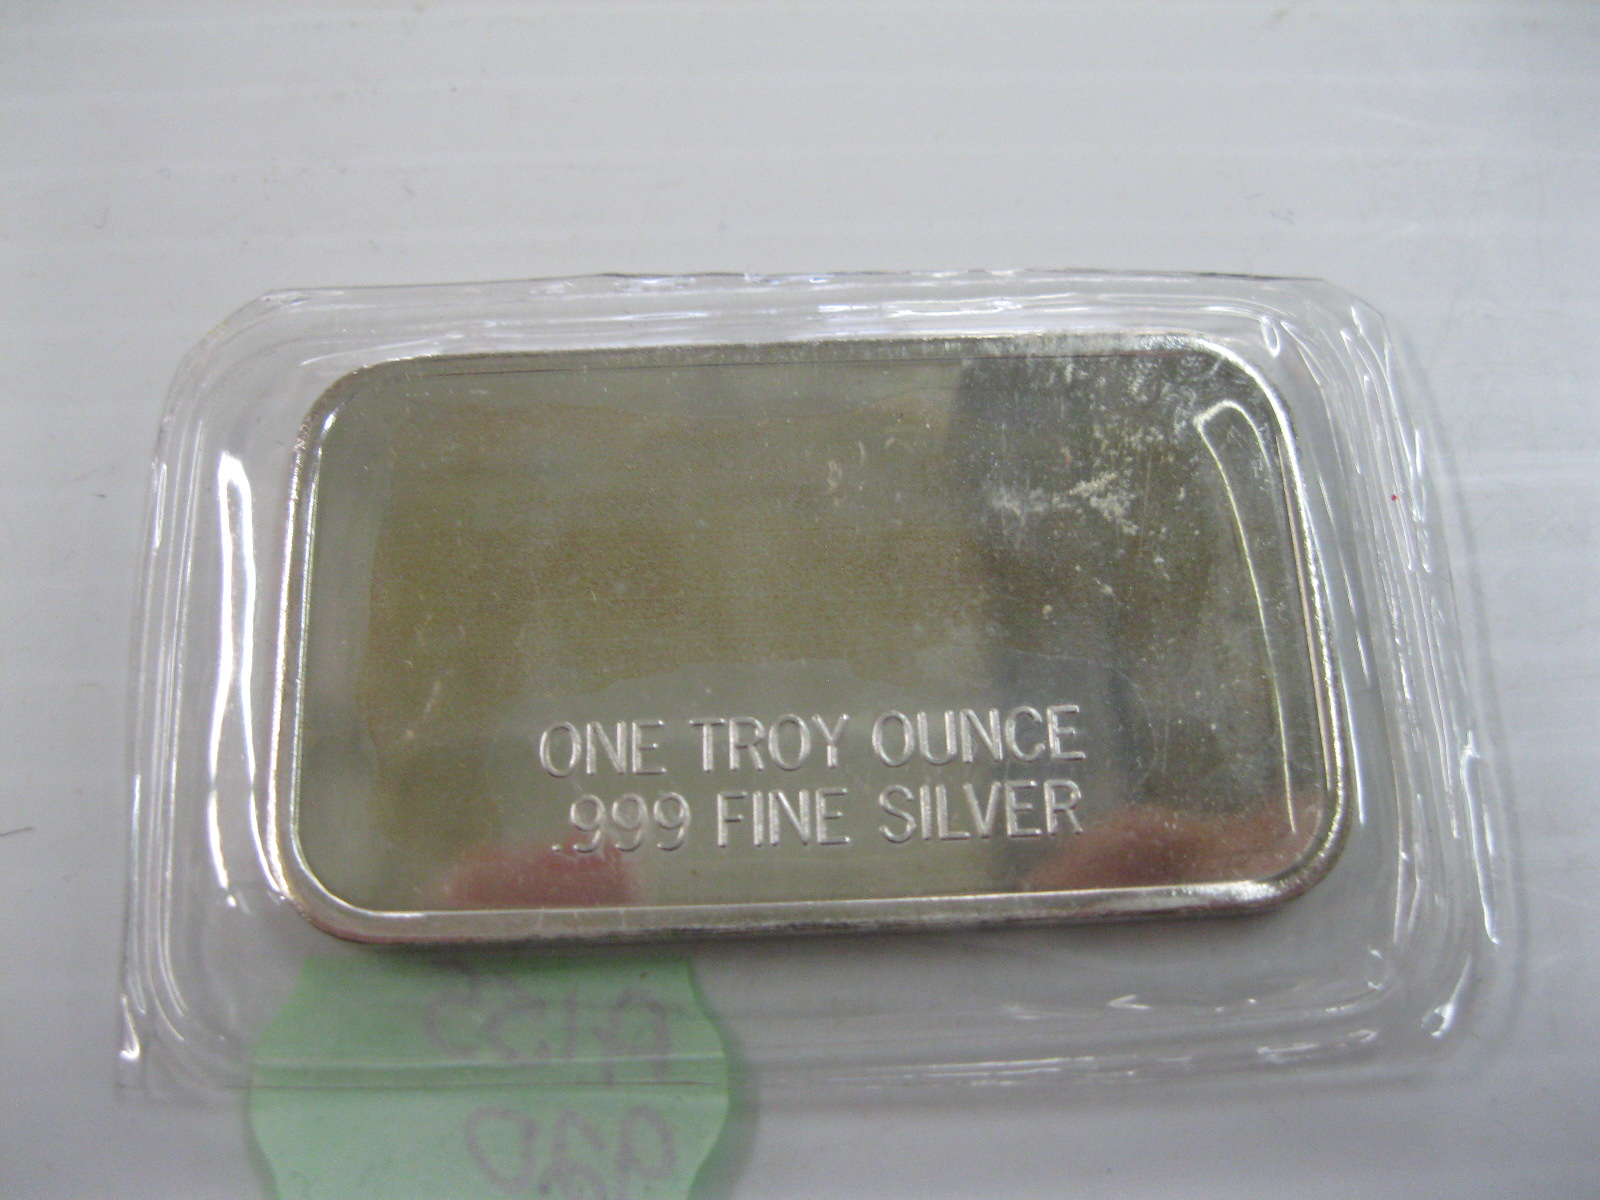 ONE TROY OUNCE
.999 FINE SILVER